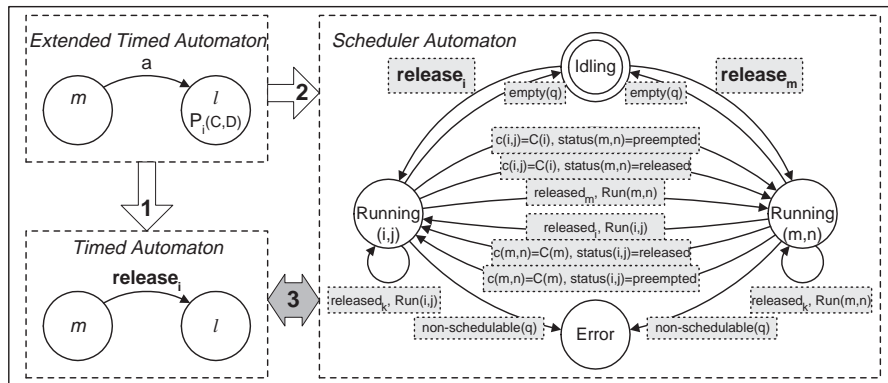 Extended Timed Automaton
a
m
l
P_i(C,D)
1
2
Timed Automaton
release_i
m
l
3
Scheduler Automaton
Idling
release_i
release_m
empty(q)
empty(q)
c(i,j)=C(i), status(m,n)=preempted
c(i,j)=C(i), status(m,n)=released
released_m, Run(m,n)
Running
(i,j)
Running
(m,n)
released_i, Run(i,j)
c(m,n)=C(m), status(i,j)=released
c(m,n)=C(m), status(i,j)=preempted
released_k, Run(i,j)
released_k, Run(m,n)
non-schedulable(q)
Error
non-schedulable(q)